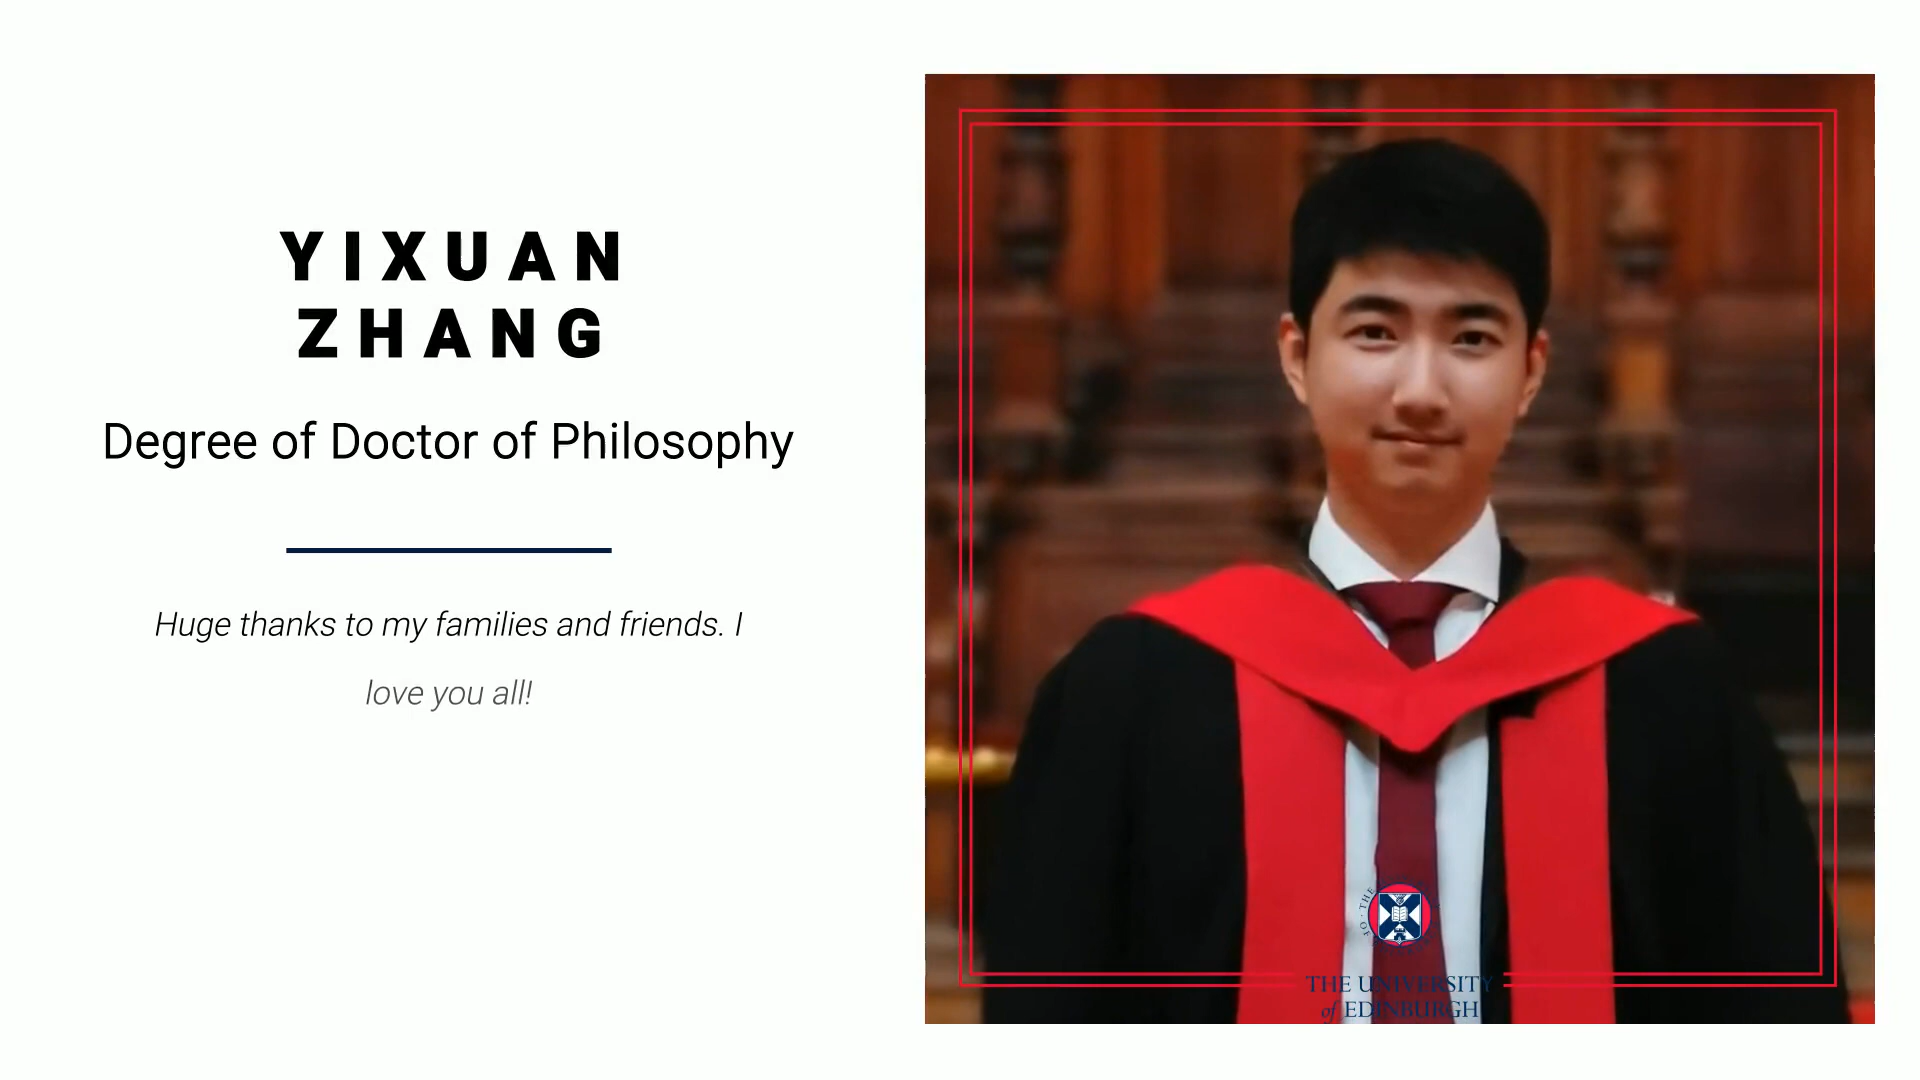 YIXUAN
ZHANG
Degree of Doctor of Philosophy
Huge thanks to my families and friends. I
love you all!
THE UNIVERSITY
of EDINBURGH